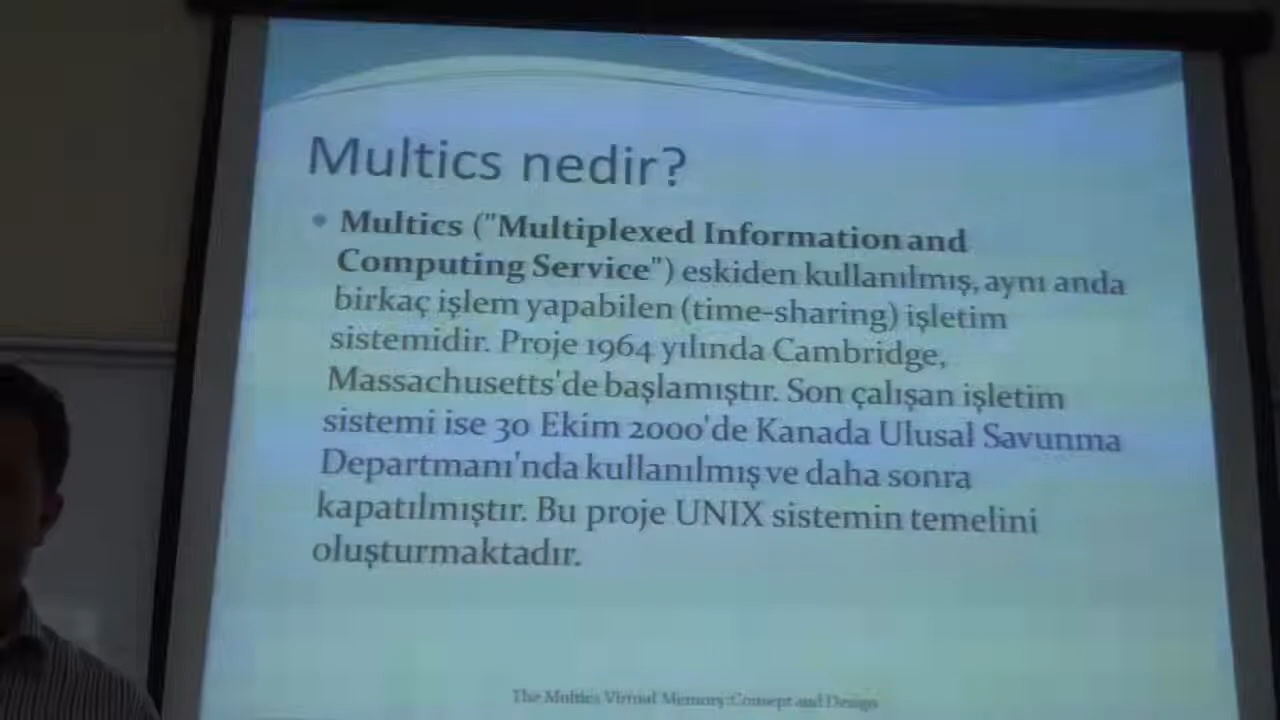 Multics nedir?
Multics ("Multiplexed Information and
Computing Service") eskiden kullanılmış, aynı anda
birkaç işlem yapabilen (time-sharing) işletim
sistemidir. Proje 1964 yılında Cambridge,
Massachusetts'de başlamıştır. Son çalışan işletim
sistemi ise 30 Ekim 2000'de Kanada Ulusal Savunma
Departmanı'nda kullanılmış ve daha sonra
kapatılmıştır. Bu proje UNIX sistemin temelini
oluşturmaktadır.
The Multics Virtual Memory:Consept and Design